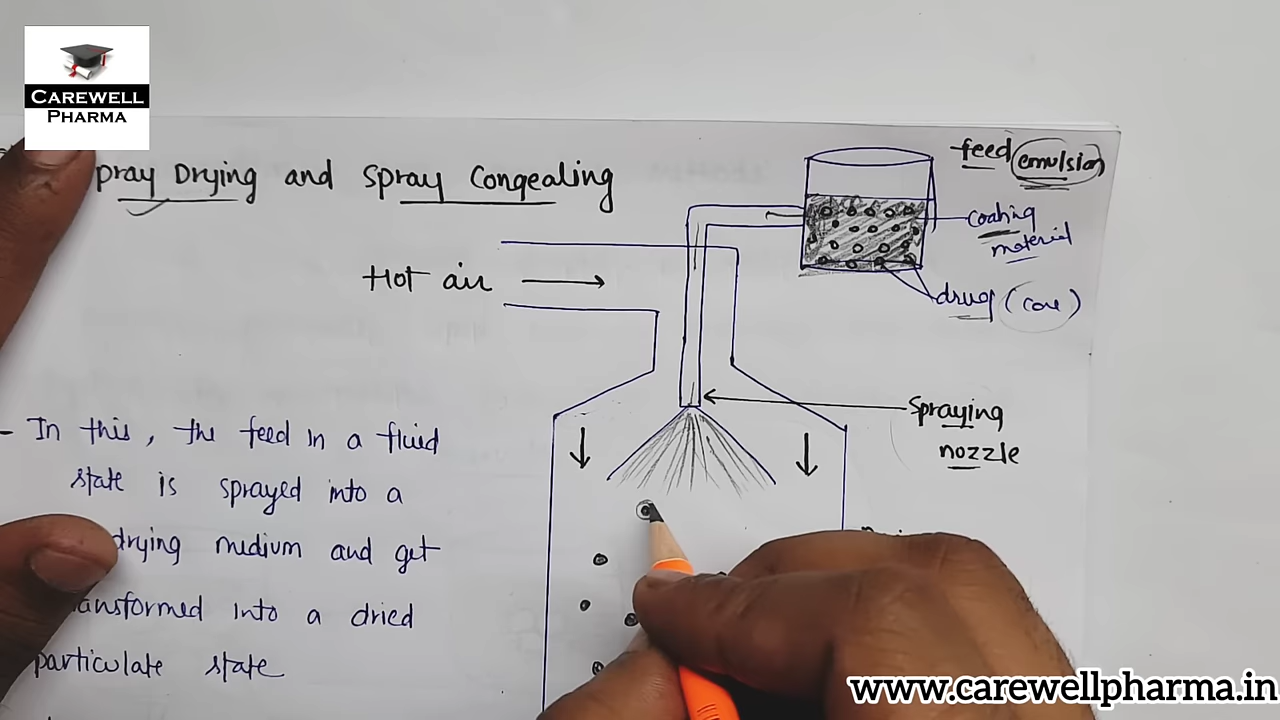 CAREWELL
PHARMA
pray Drying and Spray Congealing
feed emulsion
coating
material
drug (core)
Hot air
Spraying
nozzle
- In this, the feed in a fluid
state is sprayed into a
drying medium and get
ansformed into a dried
particulate state
www.carewellpharma.in